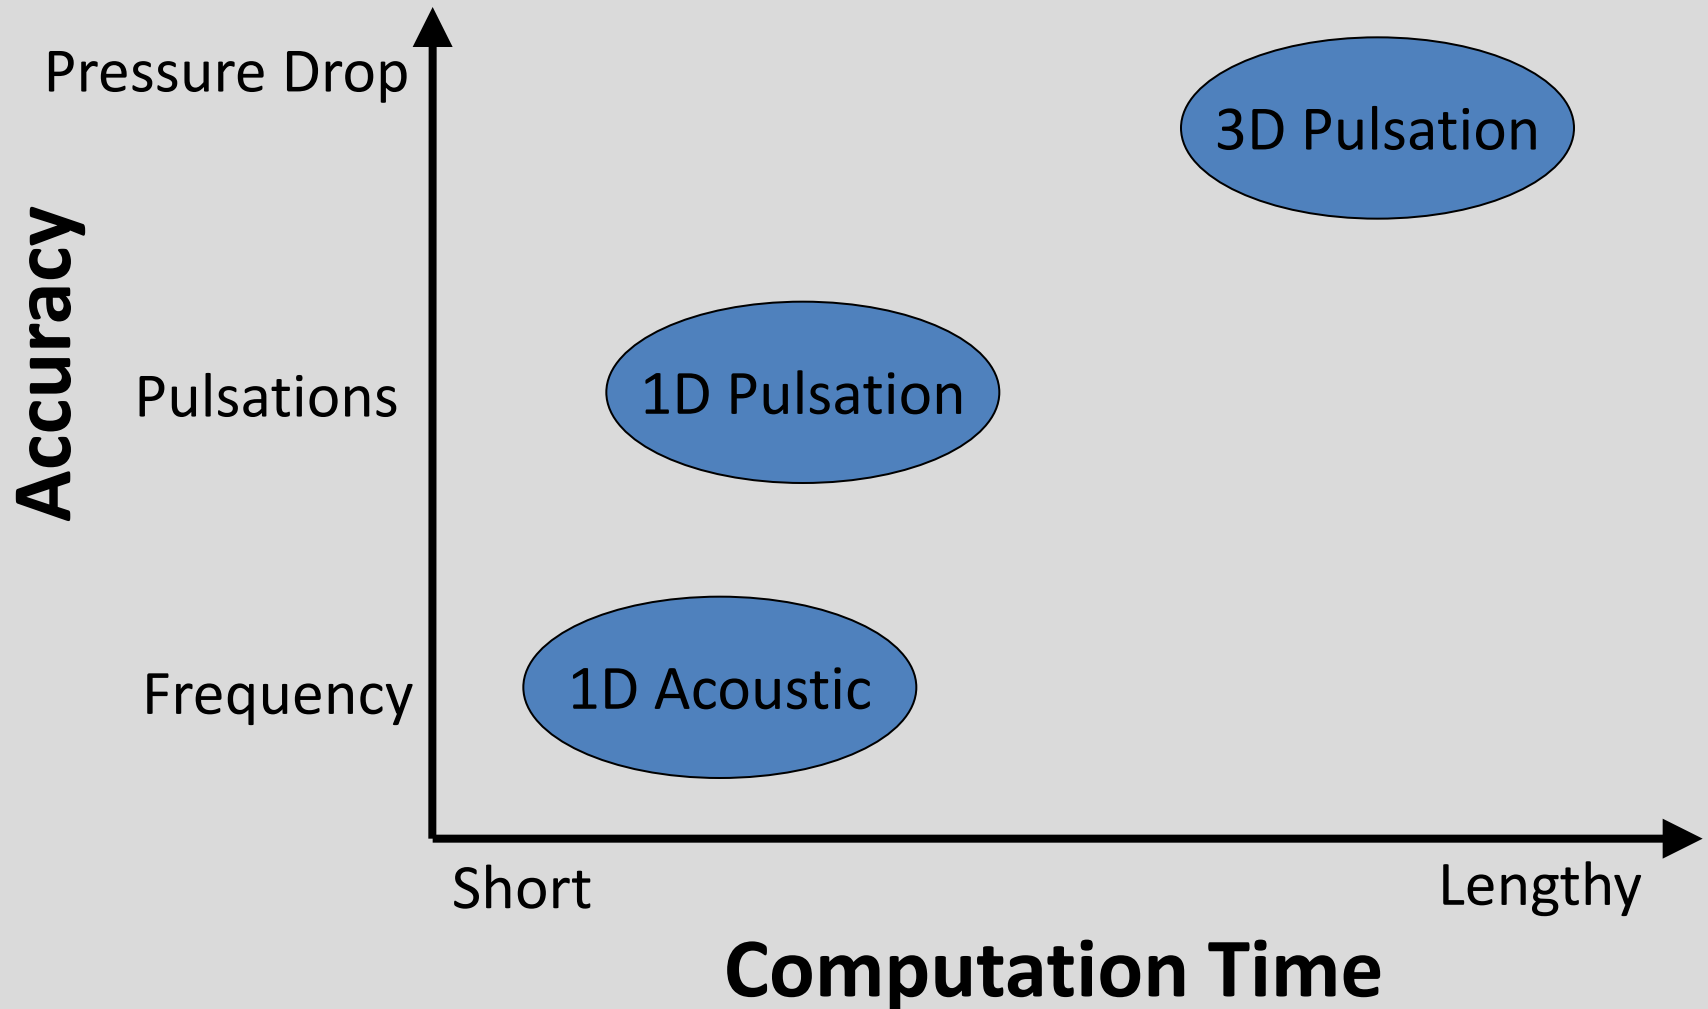 Pressure Drop
3D Pulsation
Accuracy
Pulsations
1D Pulsation
Frequency
1D Acoustic
Short
Lengthy
Computation Time